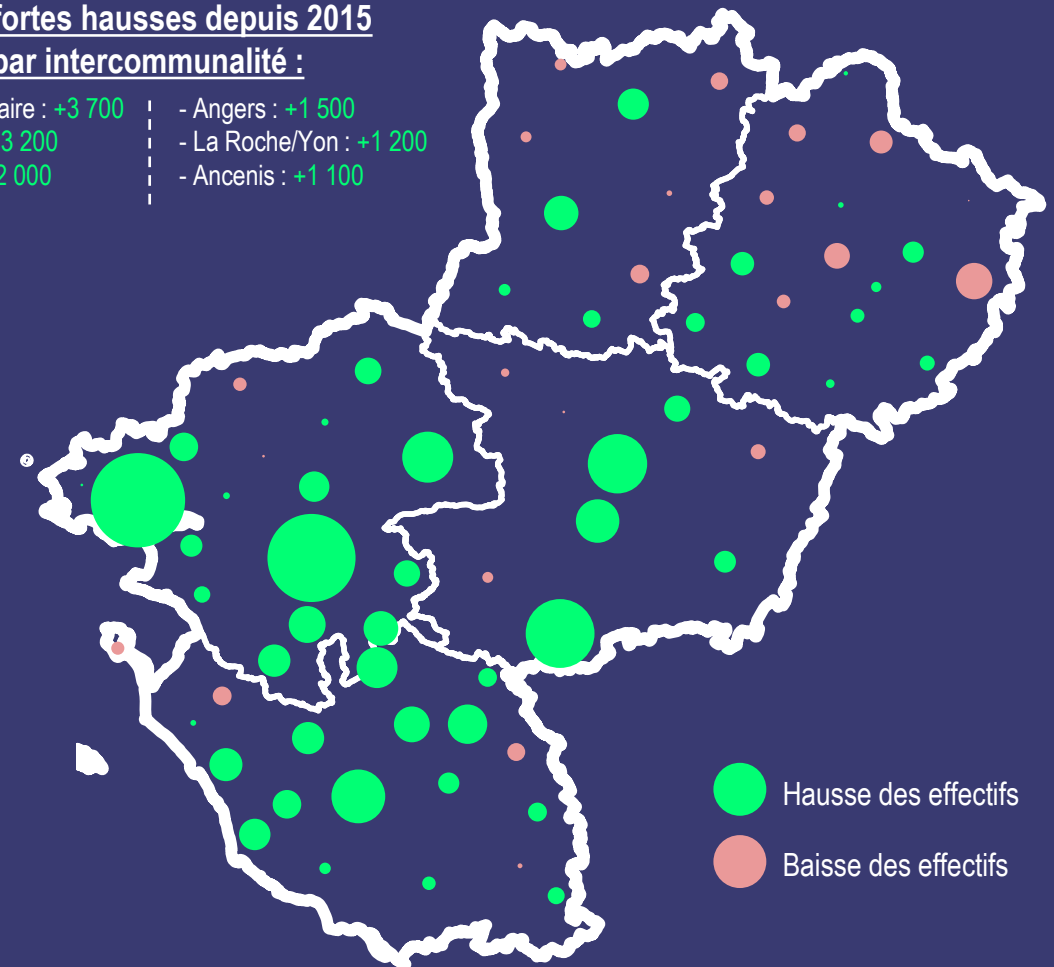 fortes hausses depuis 2015
par intercommunalité :
aire : +3 700
3 200
2 000
- Angers : +1 500
- La Roche/Yon : +1 200
- Ancenis : +1 100
Hausse des effectifs
Baisse des effectifs